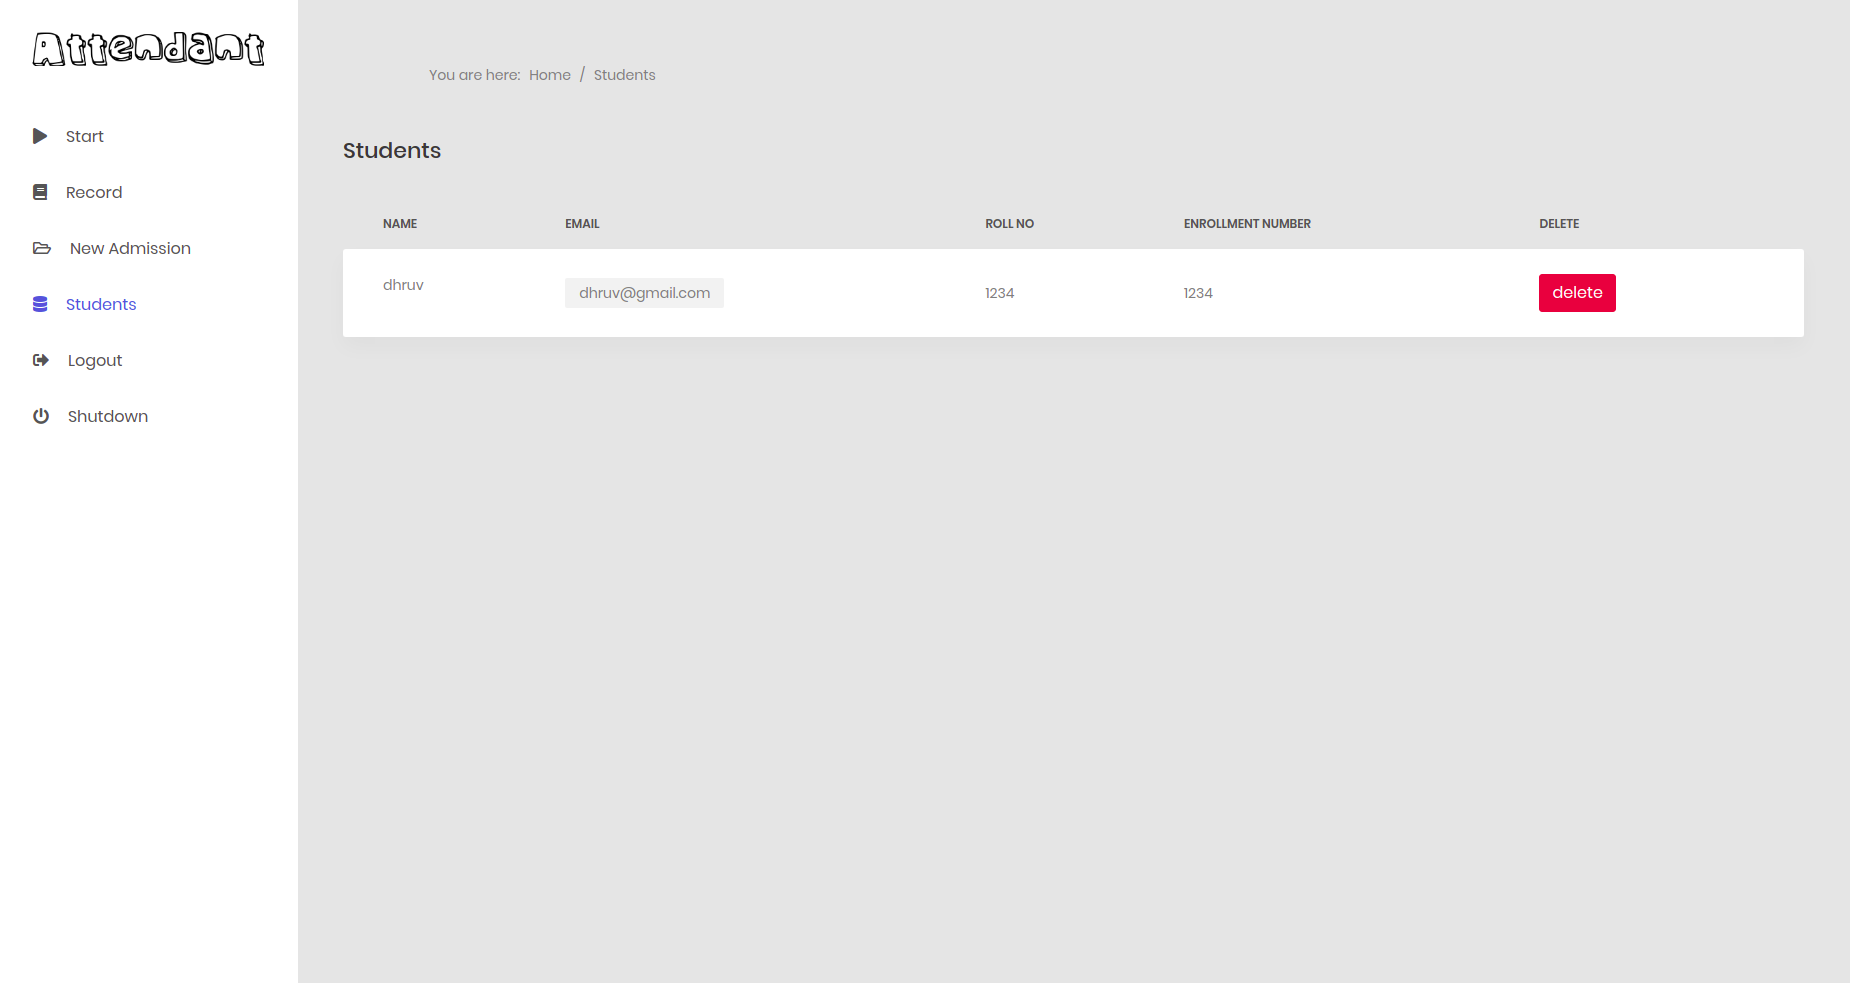 Attendant
Start
Record
New Admission
Students
Logout
Shutdown
You are here: Home / Students
Students
NAME EMAIL ROLL NO ENROLLMENT NUMBER DELETE
dhruv dhruv@gmail.com 1234 1234 delete